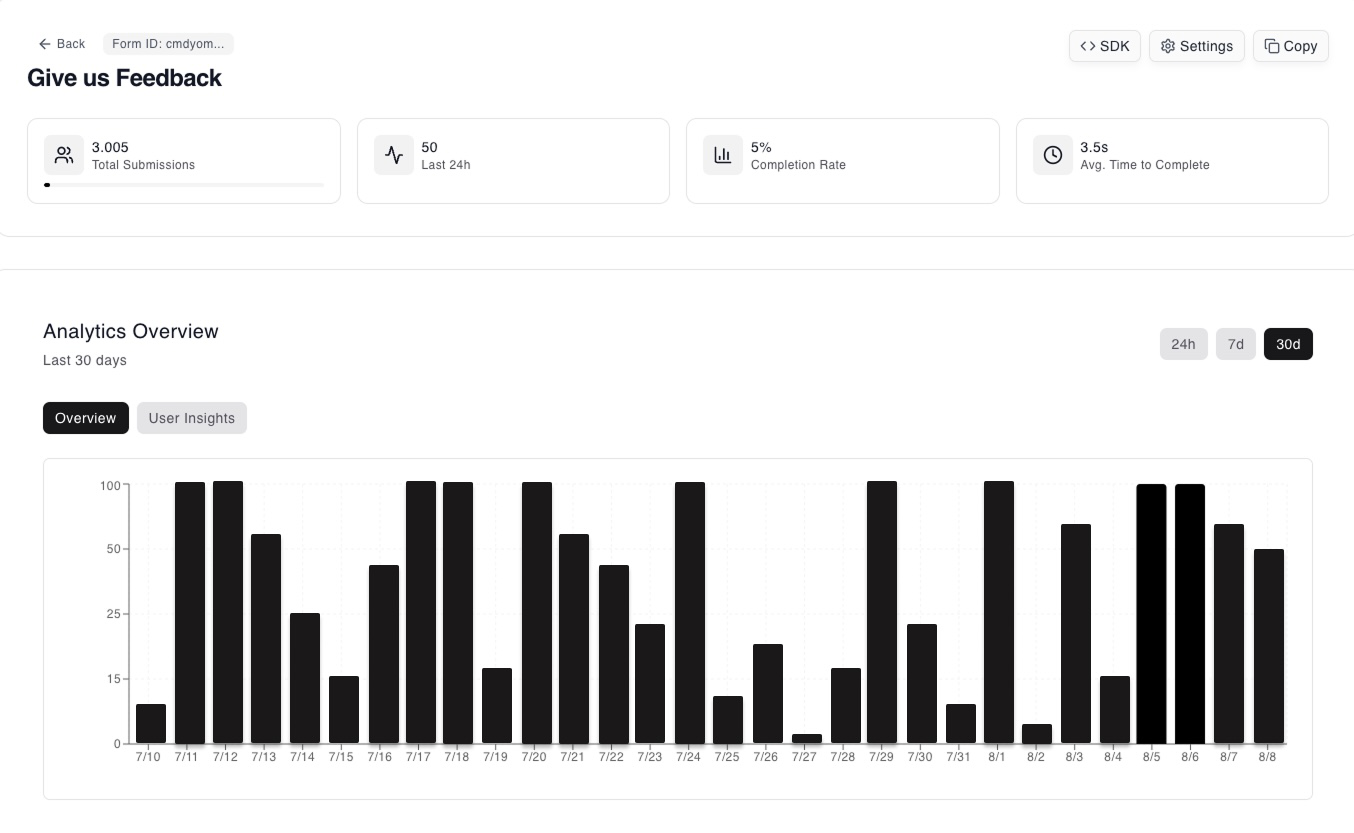 Back
Form ID: cmdyom...
SDK
Settings
Copy
Give us Feedback
3.005
Total Submissions
50
Last 24h
5%
Completion Rate
3.5s
Avg. Time to Complete
Analytics Overview
Last 30 days
24h
7d
30d
Overview
User Insights
100
50
25
15
0
7/10 7/11 7/12 7/13 7/14 7/15 7/16 7/17 7/18 7/19 7/20 7/21 7/22 7/23 7/24 7/25 7/26 7/27 7/28 7/29 7/30 7/31 8/1 8/2 8/3 8/4 8/5 8/6 8/7 8/8